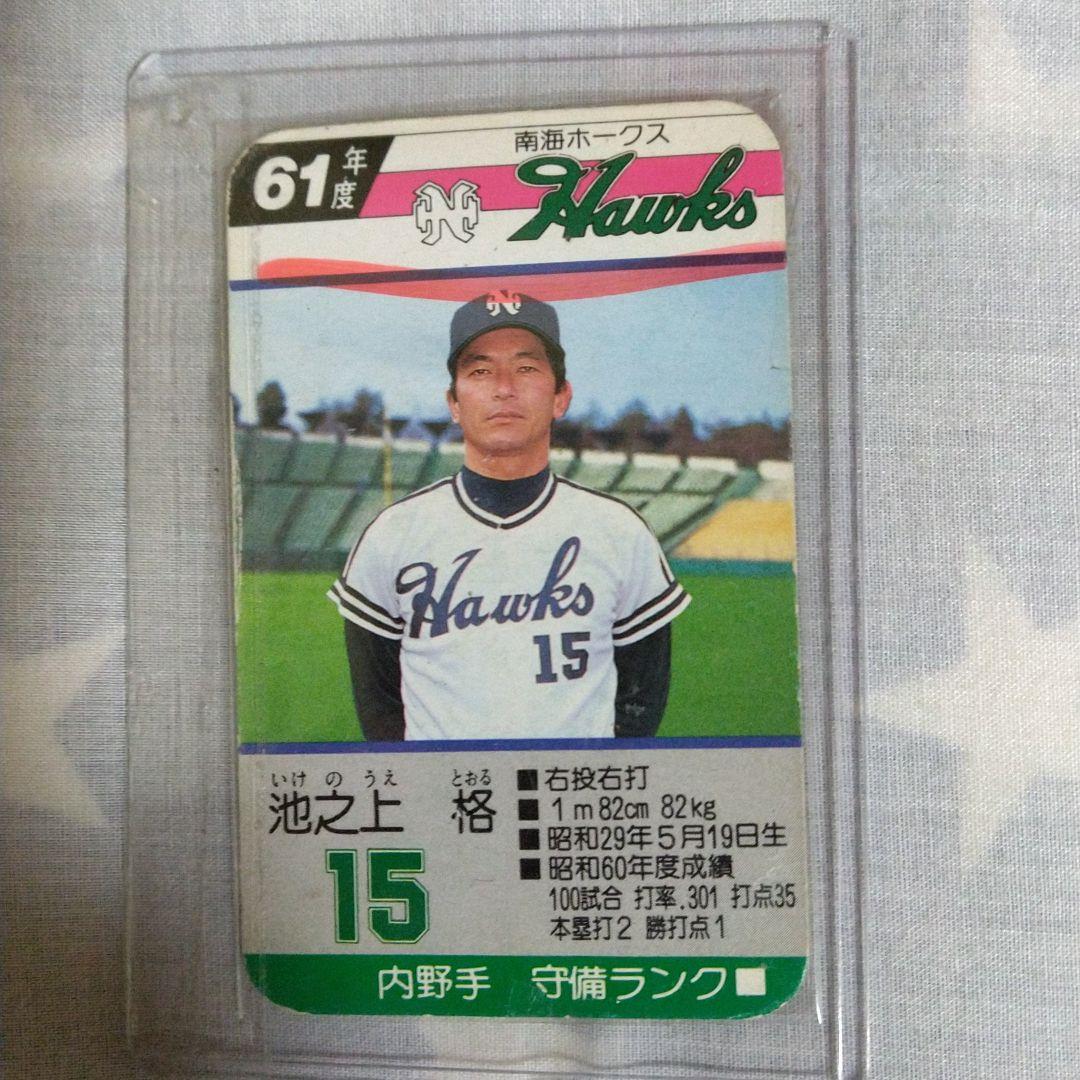 61年度
南海ホークス
Hawks
N
Hawks
15
いけのうえ とおる
池之上 格
15
■右投右打
■1m82cm 82kg
■昭和29年5月19日生
■昭和60年度成績
100試合 打率.301 打点35
本塁打2 勝打点1
内野手 守備ランク□